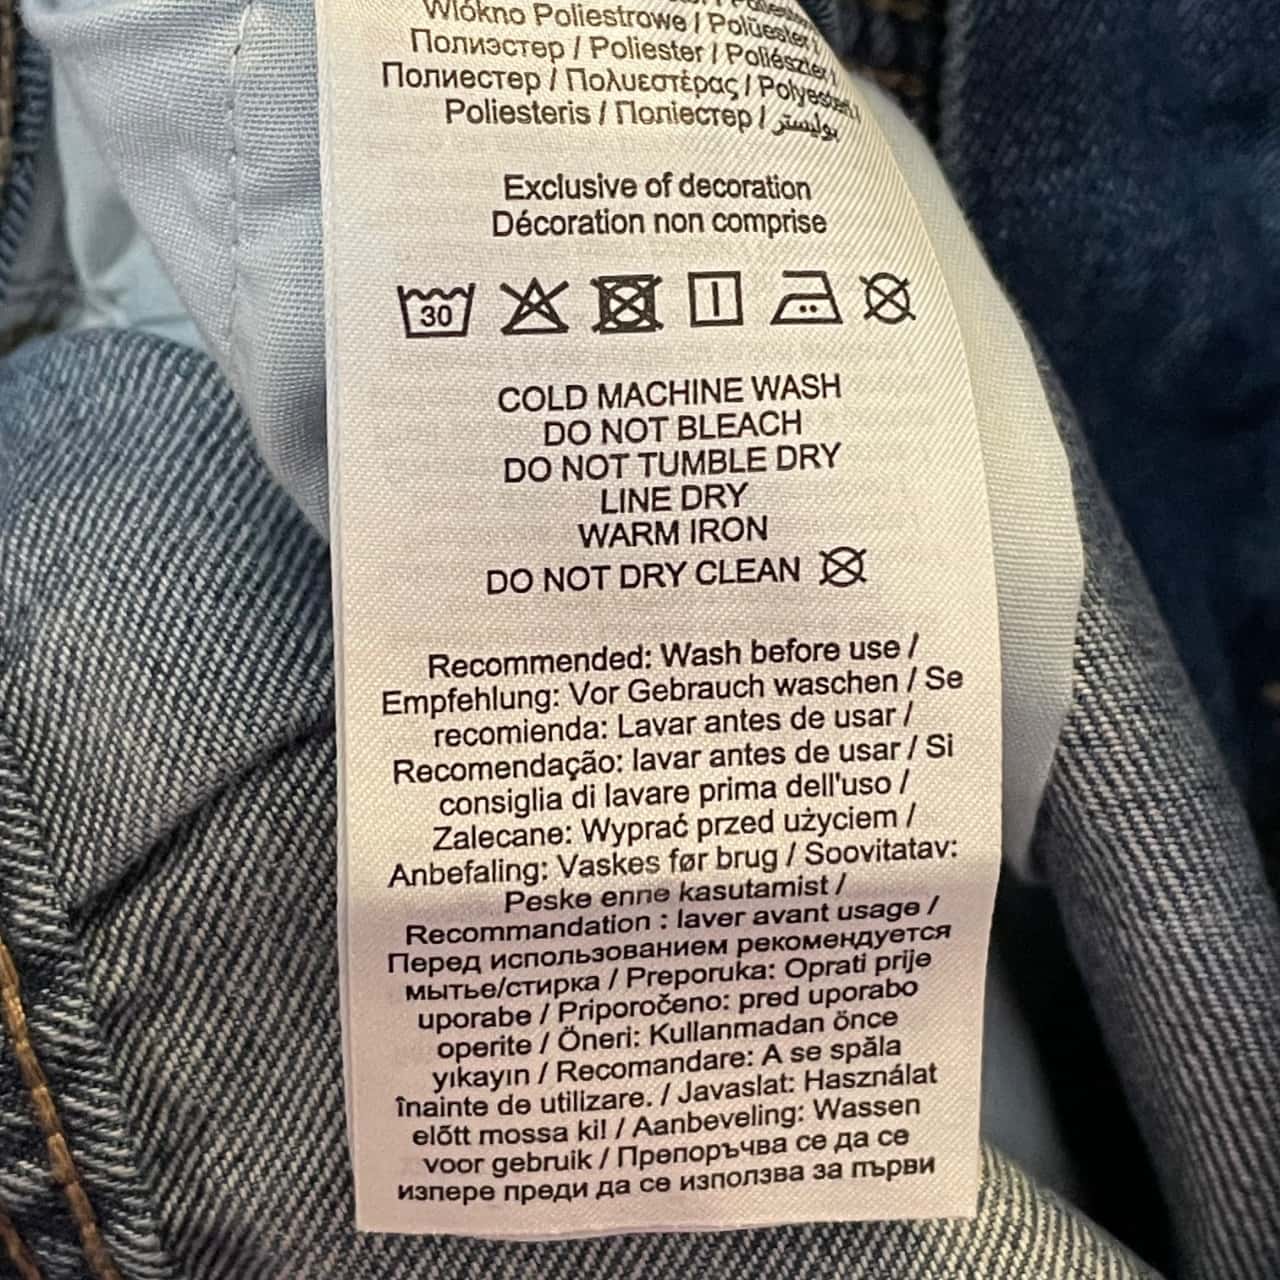 Włókno Poliestrowe / Polüester /
Полиэстер / Poliester / Poliészter /
Полиестер / Πολυεστέρας / Polyester /
Poliesteris / Поліестер / بوليستر
Exclusive of decoration
Décoration non comprise
30
COLD MACHINE WASH
DO NOT BLEACH
DO NOT TUMBLE DRY
LINE DRY
WARM IRON
DO NOT DRY CLEAN
Recommended: Wash before use /
Empfehlung: Vor Gebrauch waschen / Se
recomienda: Lavar antes de usar /
Recomendação: lavar antes de usar / Si
consiglia di lavare prima dell'uso /
Zalecane: Wyprać przed użyciem /
Anbefaling: Vaskes før brug / Soovitatav:
Peske enne kasutamist /
Recommandation : laver avant usage /
Перед использованием рекомендуется
мытье/стирка / Preporuka: Oprati prije
uporabe / Priporočeno: pred uporabo
operite / Öneri: Kullanmadan önce
yıkayın / Recomandare: A se spăla
înainte de utilizare. / Javaslat: Használat
előtt mossa ki! / Aanbeveling: Wassen
voor gebruik / Препоръчва се да се
изпере преди да се използва за първи